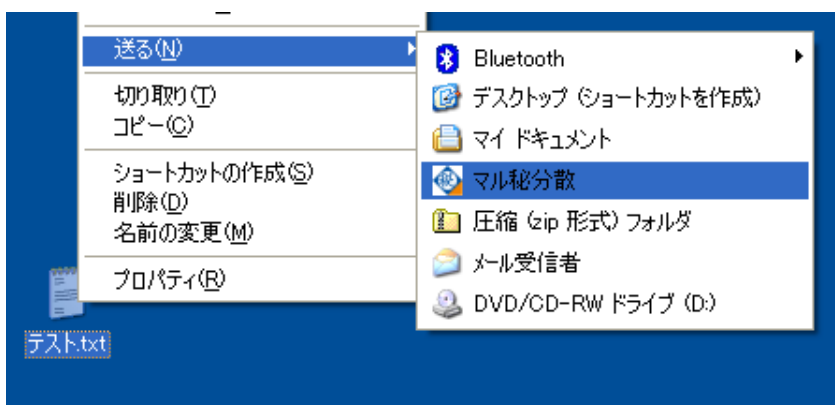 送る(N)
切り取り(T)
コピー(C)
ショートカットの作成(S)
削除(D)
名前の変更(M)
プロパティ(R)
Bluetooth
デスクトップ (ショートカットを作成)
マイ ドキュメント
マル秘分散
圧縮 (zip 形式) フォルダ
メール受信者
DVD/CD-RW ドライブ (D:)
テスト.txt